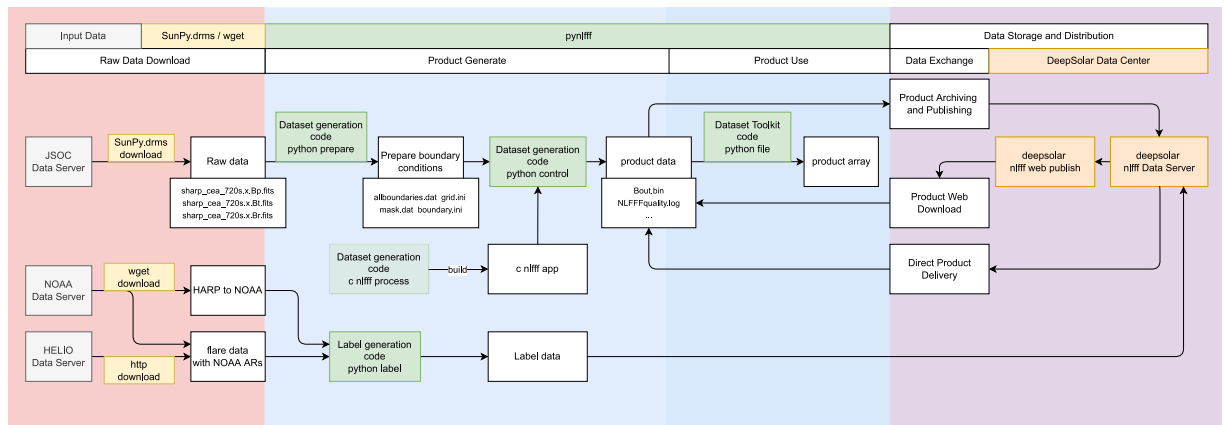 Input Data
SunPy.drms / wget
pynlfff
Data Storage and Distribution
Raw Data Download
Product Generate
Product Use
Data Exchange
DeepSolar Data Center
JSOC
Data Server
SunPy.drms
download
Raw data
sharp_cea_720s.x.Bp.fits
sharp_cea_720s.x.Bt.fits
sharp_cea_720s.x.Br.fits
Dataset generation
code
python prepare
Prepare boundary
conditions
allboundaries.dat grid.ini
mask.dat boundary.ini
Dataset generation
code
python control
product data
Bout.bin
NLFFFquality.log
...
Dataset Toolkit
code
python file
product array
Product Archiving
and Publishing
deepsolar
nlfff web publish
deepsolar
nlfff Data Server
Product Web
Download
Direct Product
Delivery
Dataset generation
code
c nlfff process
build
c nlfff app
NOAA
Data Server
wget
download
HARP to NOAA
HELIO
Data Server
http
download
flare data
with NOAA ARs
Label generation
code
python label
Label data